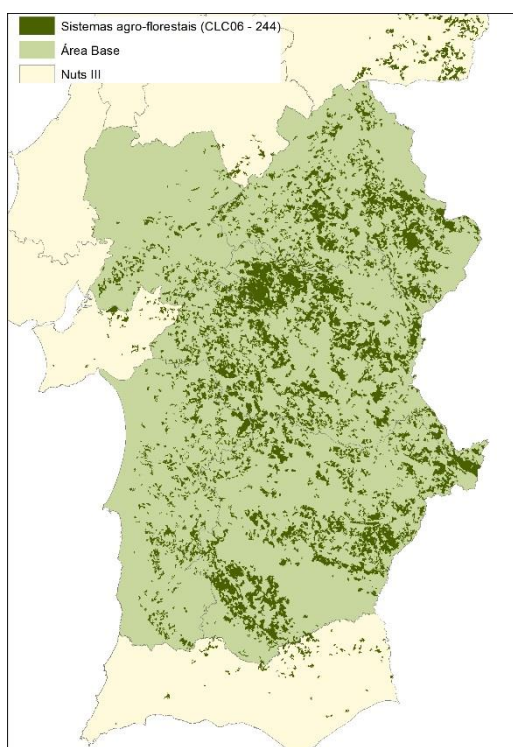 Sistemas agro-florestais (CLC06 - 244)
Área Base
Nuts III